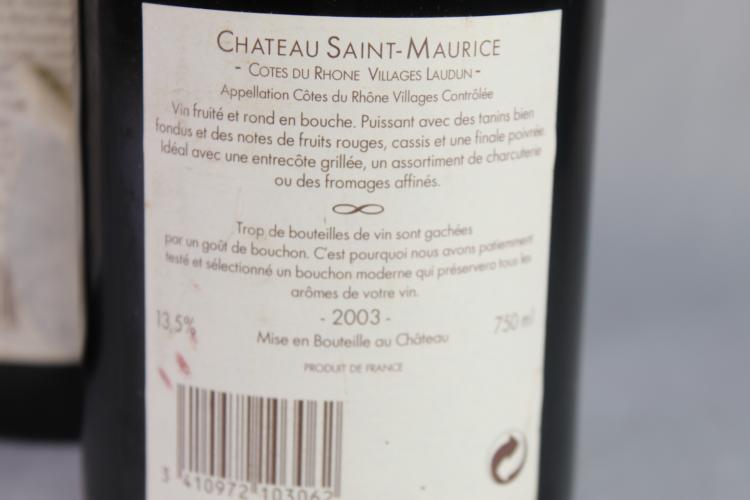 CHATEAU SAINT-MAURICE
- COTES DU RHONE VILLAGES LAUDUN -
Appellation Côtes du Rhône Villages Contrôlée
Vin fruité et rond en bouche. Puissant avec des tanins bien
fondus et des notes de fruits rouges, cassis et une finale poivrée.
Idéal avec une entrecôte grillée, un assortiment de charcuterie
ou des fromages affinés.
Trop de bouteilles de vin sont gachées
par un goût de bouchon. C'est pourquoi nous avons patiemment
testé et sélectionné un bouchon moderne qui préservera tous les
arômes de votre vin.
13,5%
- 2003 -
750 ml
Mise en Bouteille au Château
PRODUIT DE FRANCE
3 410972 103062